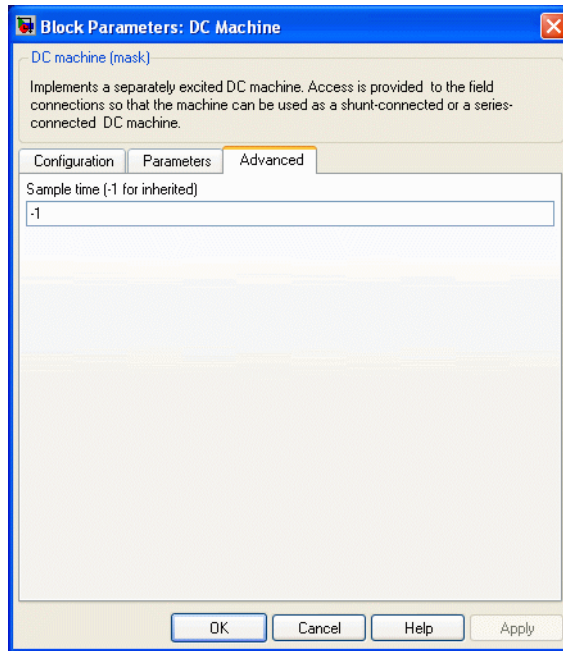 Block Parameters: DC Machine
DC machine (mask)
Implements a separately excited DC machine. Access is provided to the field
connections so that the machine can be used as a shunt-connected or a series-
connected DC machine.
Configuration Parameters Advanced
Sample time (-1 for inherited)
-1
OK Cancel Help Apply